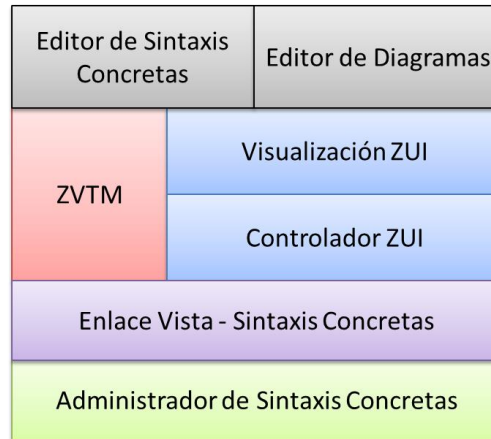 Editor de Sintaxis
Concretas
Editor de Diagramas
ZVTM
Visualización ZUI
Controlador ZUI
Enlace Vista - Sintaxis Concretas
Administrador de Sintaxis Concretas